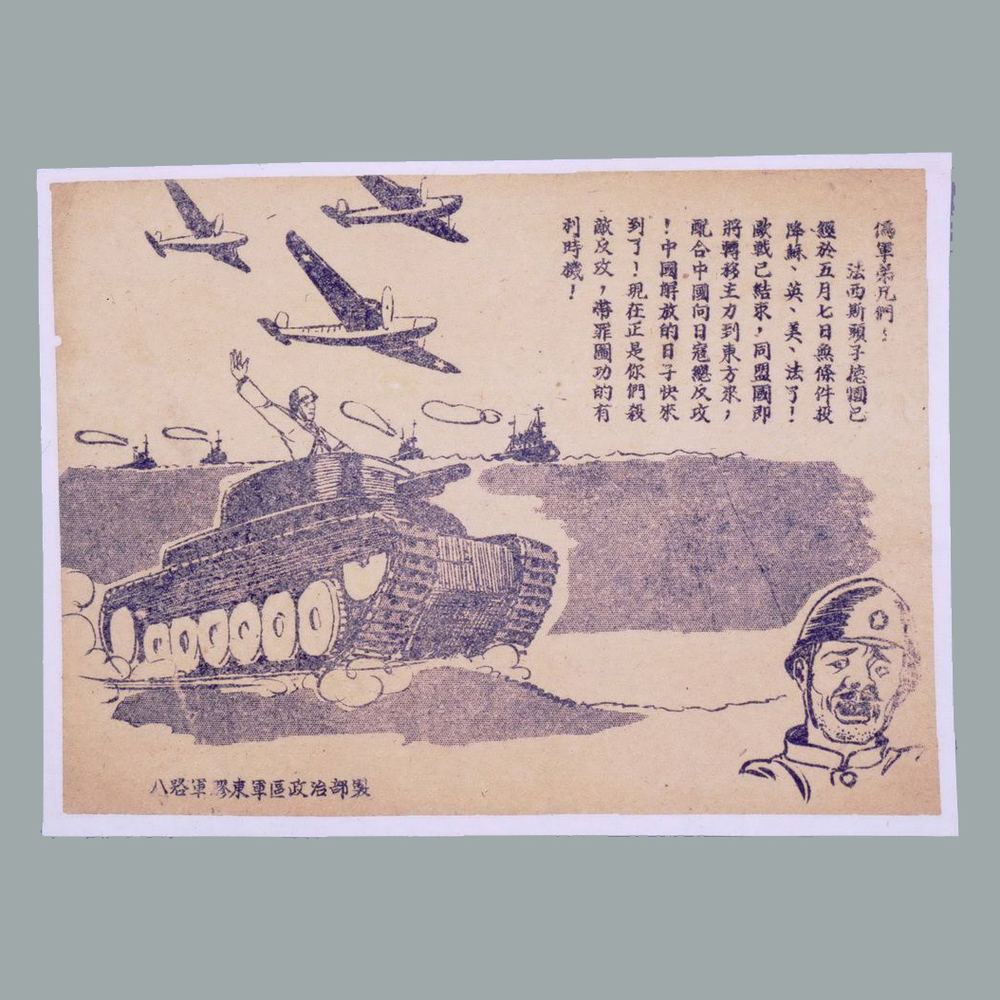 偽軍弟兄們：
法西斯頭子德國已
經於五月七日無條件投
降蘇、英、美、法了！
歐戰已結束，同盟國即
將轉移主力到東方來，
配合中國向日寇總反攻
！中國解放的日子快來
到了！現在正是你們殺
敵反攻，帶罪圖功的有
利時機！
八路軍膠東軍區政治部製